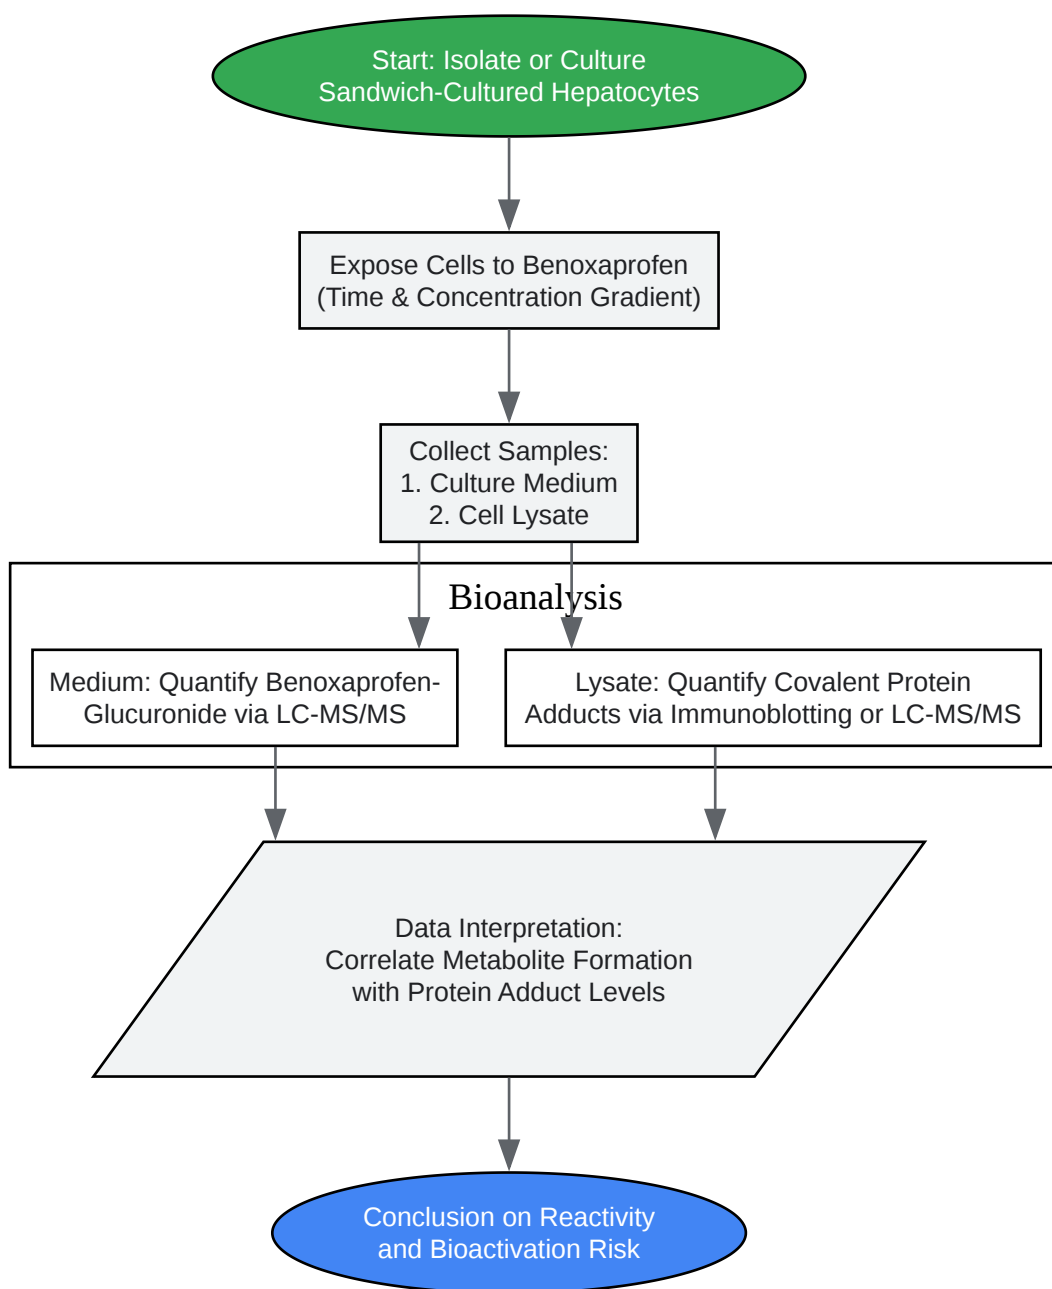 Start: Isolate or Culture
Sandwich-Cultured Hepatocytes
Expose Cells to Benoxaprofen
(Time & Concentration Gradient)
Collect Samples:
1. Culture Medium
2. Cell Lysate
Bioanalysis
Medium: Quantify Benoxaprofen-
Glucuronide via LC-MS/MS
Lysate: Quantify Covalent Protein
Adducts via Immunoblotting or LC-MS/MS
Data Interpretation:
Correlate Metabolite Formation
with Protein Adduct Levels
Conclusion on Reactivity
and Bioactivation Risk